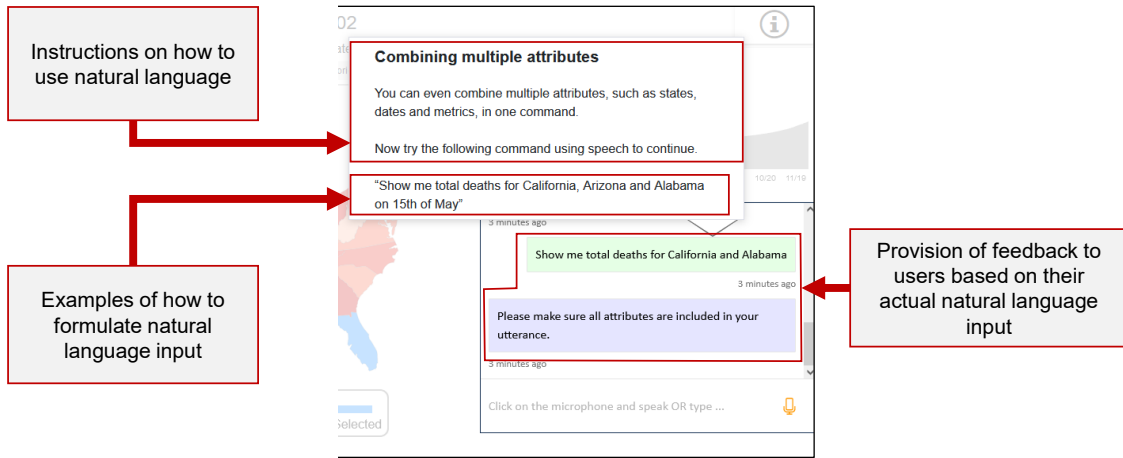 Instructions on how to
use natural language
Examples of how to
formulate natural
language input
02
Combining multiple attributes
You can even combine multiple attributes, such as states,
dates and metrics, in one command.
Now try the following command using speech to continue.
“Show me total deaths for California, Arizona and Alabama
on 15th of May”
10/20 11/19
3 minutes ago
Show me total deaths for California and Alabama
3 minutes ago
Please make sure all attributes are included in your
utterance.
3 minutes ago
Click on the microphone and speak OR type ...
Selected
Provision of feedback to
users based on their
actual natural language
input